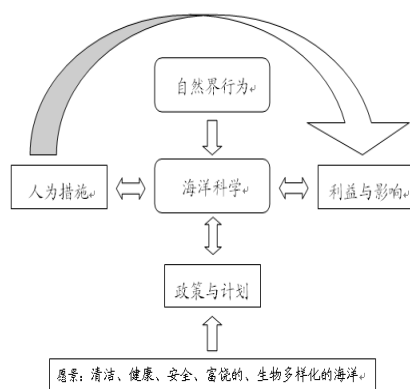 自然界行为
人为措施
海洋科学
利益与影响
政策与计划
愿景：清洁、健康、安全、富饶的、生物多样化的海洋